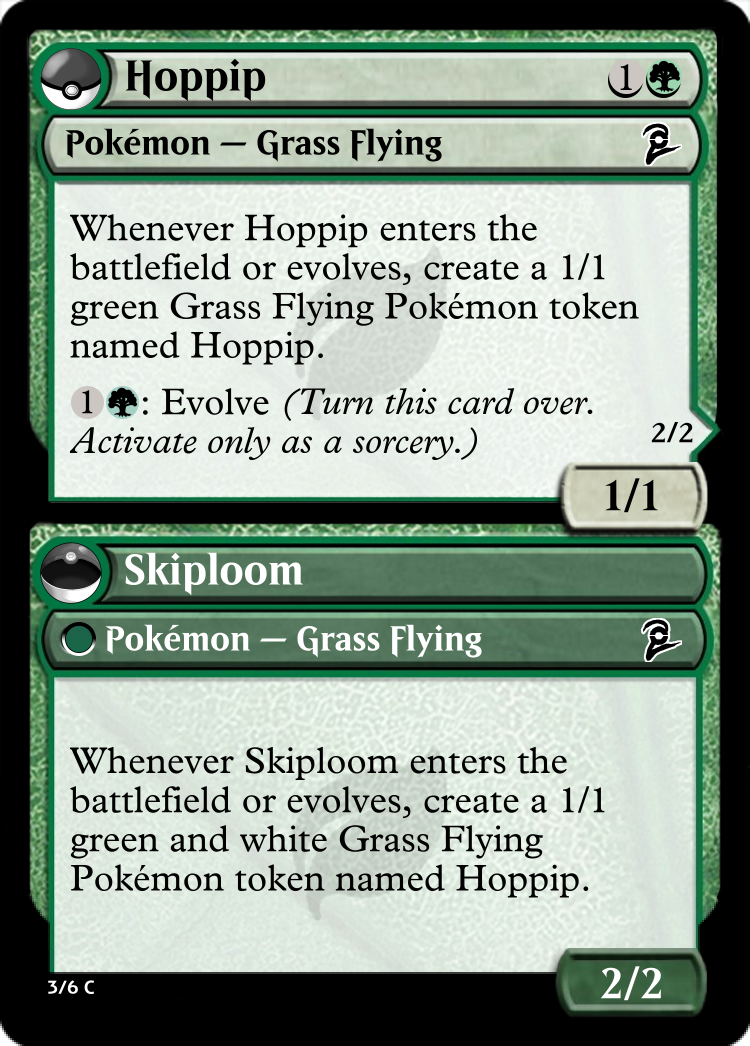 Hoppip 1
Pokémon — Grass Flying
Whenever Hoppip enters the
battlefield or evolves, create a 1/1
green Grass Flying Pokémon token
named Hoppip.
1: Evolve (Turn this card over.
Activate only as a sorcery.)
2/2
1/1
Skiploom
Pokémon — Grass Flying
Whenever Skiploom enters the
battlefield or evolves, create a 1/1
green and white Grass Flying
Pokémon token named Hoppip.
3/6 C
2/2